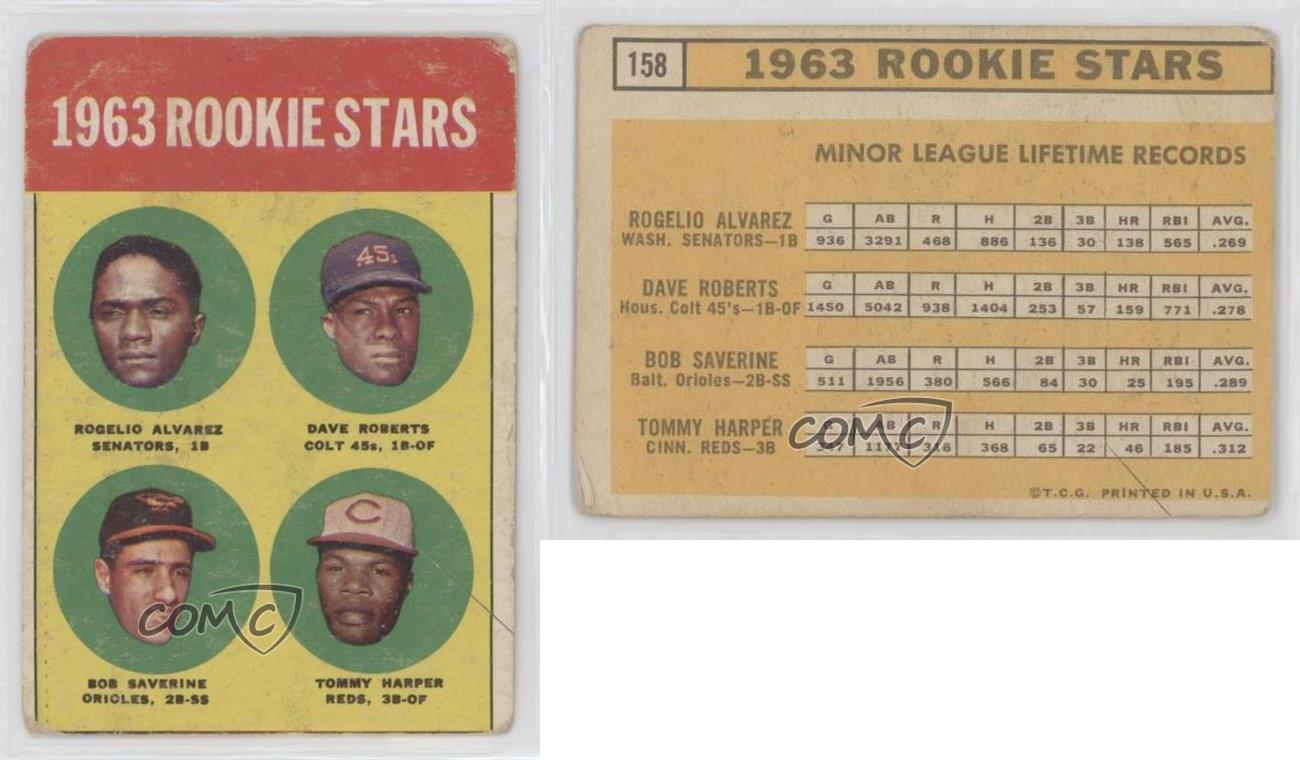 1963 ROOKIE STARS
ROGELIO ALVAREZ
SENATORS, 1B
DAVE ROBERTS
COLT 45s, 1B-OF
45s
C
BOB SAVERINE
ORIOLES, 2B-SS
TOMMY HARPER
REDS, 3B-OF
COMC
158 1963 ROOKIE STARS
MINOR LEAGUE LIFETIME RECORDS
ROGELIO ALVAREZ
WASH. SENATORS—1B
G AB R H 2B 3B HR RBI AVG.
936 3291 468 886 136 30 138 565 .269
DAVE ROBERTS
Hous. Colt 45's—1B-OF
G AB R H 2B 3B HR RBI AVG.
1450 5042 938 1404 253 57 159 771 .278
BOB SAVERINE
Balt. Orioles—2B-SS
G AB R H 2B 3B HR RBI AVG.
511 1956 380 566 84 30 25 195 .289
TOMMY HARPER
CINN. REDS—3B
G AB R H 2B 3B HR RBI AVG.
347 316 368 65 22 46 185 .312
COMC
©T.C.G. PRINTED IN U.S.A.